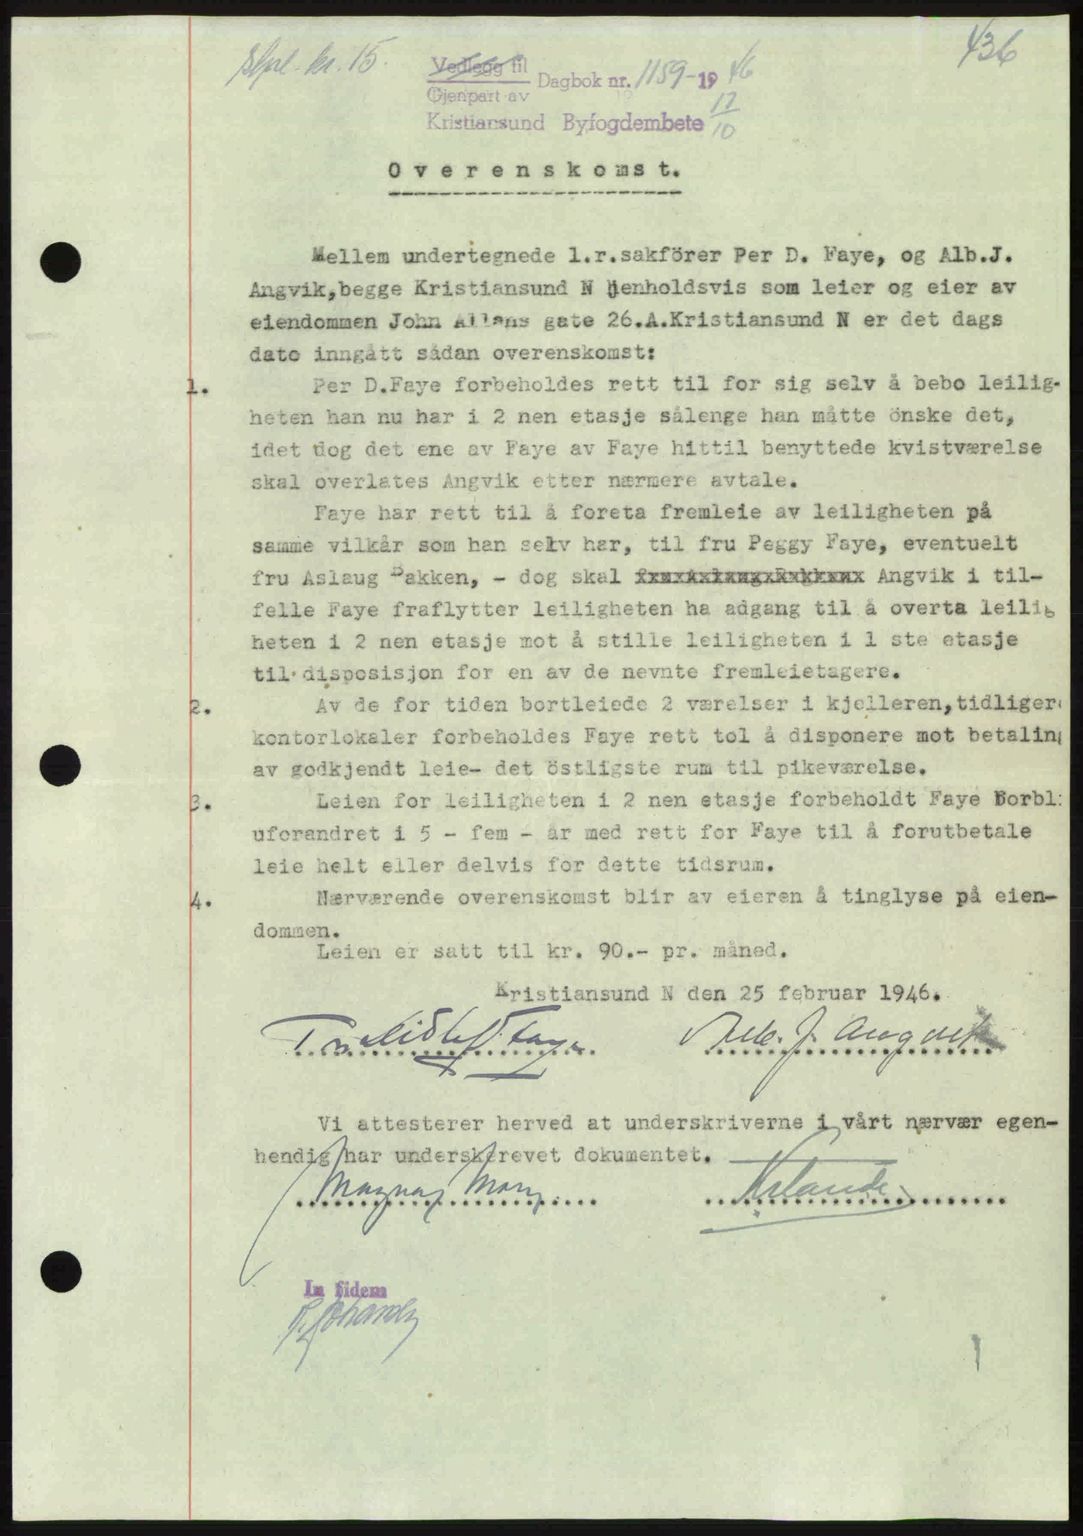 Stpl. kr. 15.
436
Vedlegg til
Gjenpart av
Dagbok nr. 1159-1946
17/10
Kristiansund Byfogdembete
Overenskomst.
Mellem undertegnede l.r.sakförer Per D. Faye, og Alb.J.
Angvik,begge Kristiansund N henholdsvis som leier og eier av
eiendommen John Allans gate 26.A.Kristiansund N er det dags
dato inngått sådan overenskomst:
1. Per D.Faye forbeholdes rett til for sig selv å bebo leilig-
heten han nu har i 2 nen etasje sålenge han måtte önske det,
idet dog det ene av Faye av Faye hittil benyttede kvistværelse
skal overlates Angvik etter nærmere avtale.
Faye har rett til å foreta fremleie av leiligheten på
samme vilkår som han selv har, til fru Peggy Faye, eventuelt
fru Aslaug Bakken, - dog skal Angvik i til-
felle Faye fraflytter leiligheten ha adgang til å overta leilig
heten i 2 nen etasje mot å stille leiligheten i 1 ste etasje
til disposisjon for en av de nevnte fremleietagere.
2. Av de for tiden bortleiede 2 værelser i kjelleren,tidligere
kontorlokaler forbeholdes Faye rett tol å disponere mot betaling
av godkjendt leie- det östligste rum til pikeværelse.
3. Leien for leiligheten i 2 nen etasje forbeholdt Faye forbli
uforandret i 5 - fem - år med rett for Faye til å forutbetale
leie helt eller delvis for dette tidsrum.
4. Nærværende overenskomst blir av eieren å tinglyse på eien-
dommen.
Leien er satt til kr. 90.- pr. måned.
Kristiansund N den 25 februar 1946.
Faye Alb. J. Angvik
Vi attesterer herved at underskriverne i vårt nærvær egen-
hendig har underskrevet dokumentet.
Magnus
In fidem